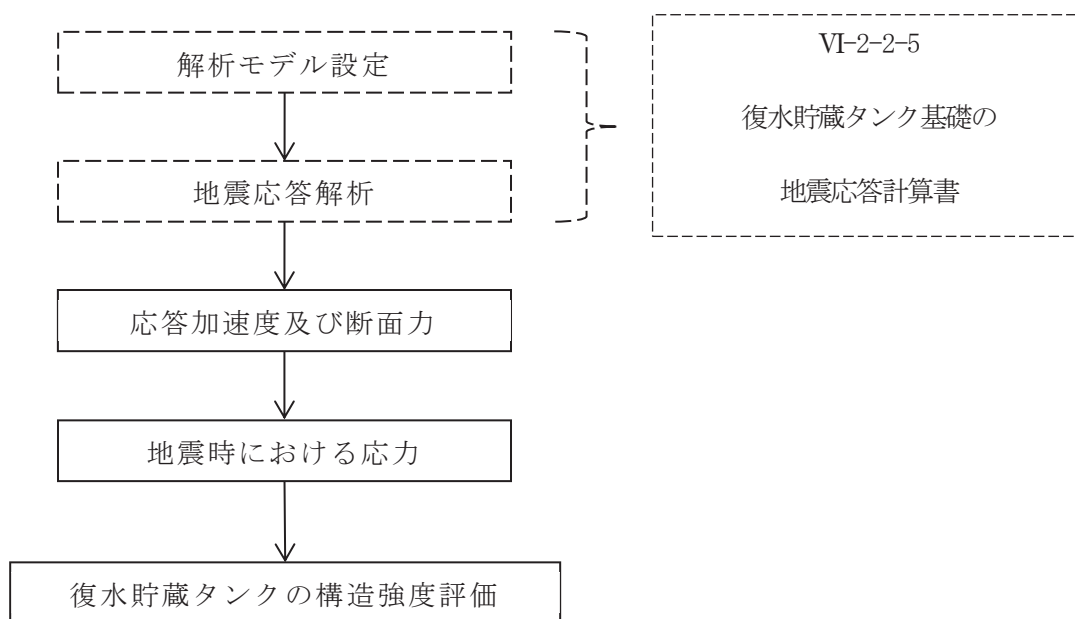 解析モデル設定
地震応答解析
応答加速度及び断面力
地震時における応力
復水貯蔵タンクの構造強度評価
Ⅵ-2-2-5
復水貯蔵タンク基礎の
地震応答計算書